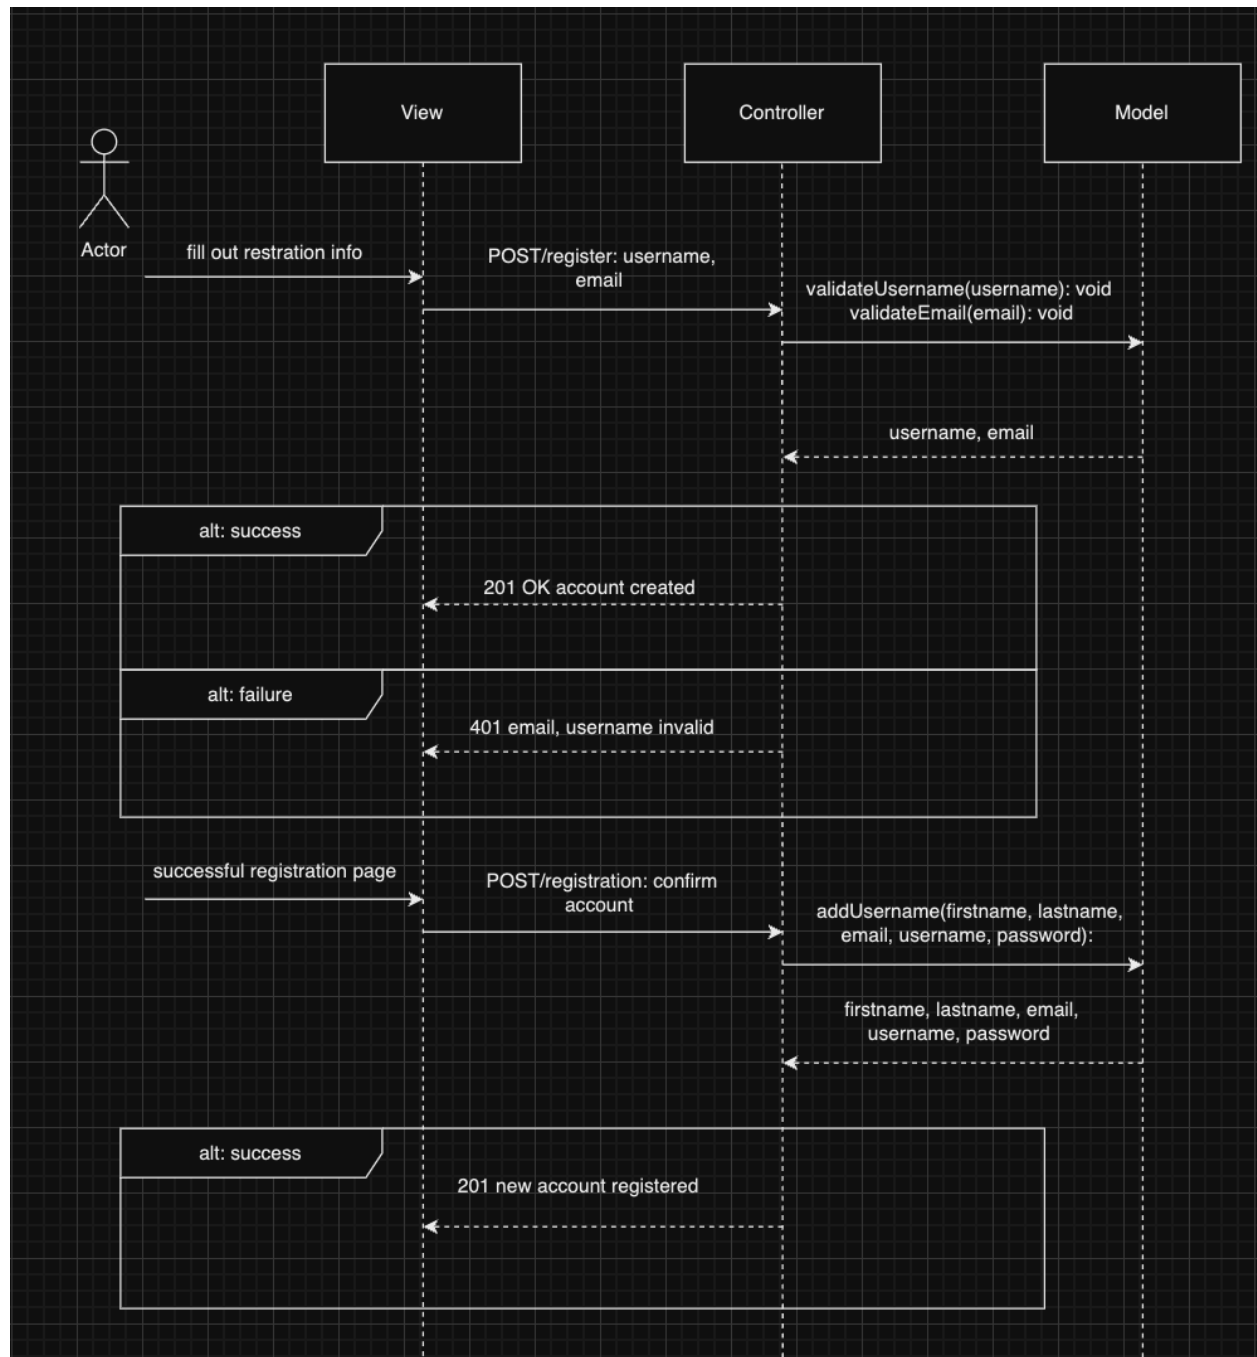 View
Controller
Model
Actor
fill out restration info
POST/register: username,
email
validateUsername(username): void
validateEmail(email): void
username, email
alt: success
201 OK account created
alt: failure
401 email, username invalid
successful registration page
POST/registration: confirm
account
addUsername(firstname, lastname,
email, username, password):
firstname, lastname, email,
username, password
alt: success
201 new account registered